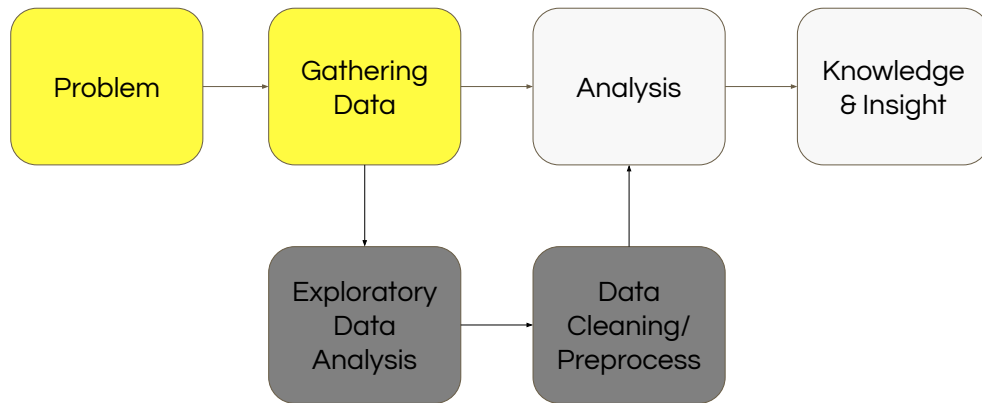 Problem
Gathering
Data
Analysis
Knowledge
& Insight
Exploratory
Data
Analysis
Data
Cleaning/
Preprocess